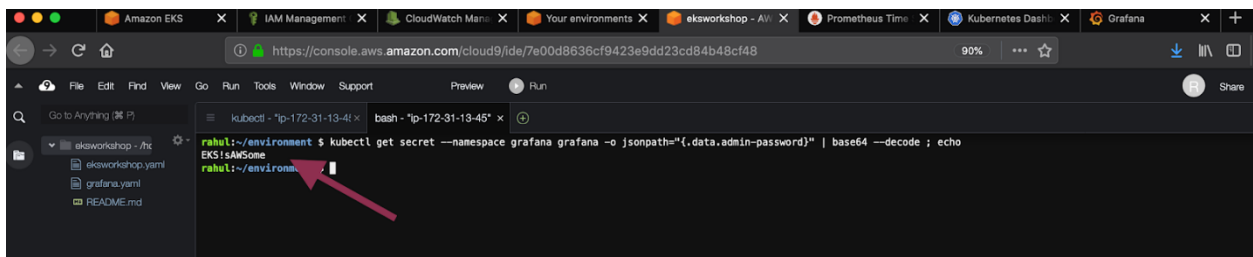 Amazon EKS
IAM Management
CloudWatch Mana
Your environments
eksworkshop - AW
Prometheus Time
Kubernetes Dashb
Grafana
https://console.aws.amazon.com/cloud9/ide/7e00d8636cf9423e9dd23cd84b48cf48
90%
9 File Edit Find View Go Run Tools Window Support Preview Run
R Share
Go to Anything (⌘ P)
kubectl - "ip-172-31-13-4
bash - "ip-172-31-13-45"
eksworkshop - /hc
eksworkshop.yaml
grafana.yaml
README.md
rahul:~/environment $ kubectl get secret --namespace grafana grafana -o jsonpath="{.data.admin-password}" | base64 --decode ; echo
EKS!sAWSome
rahul:~/environm